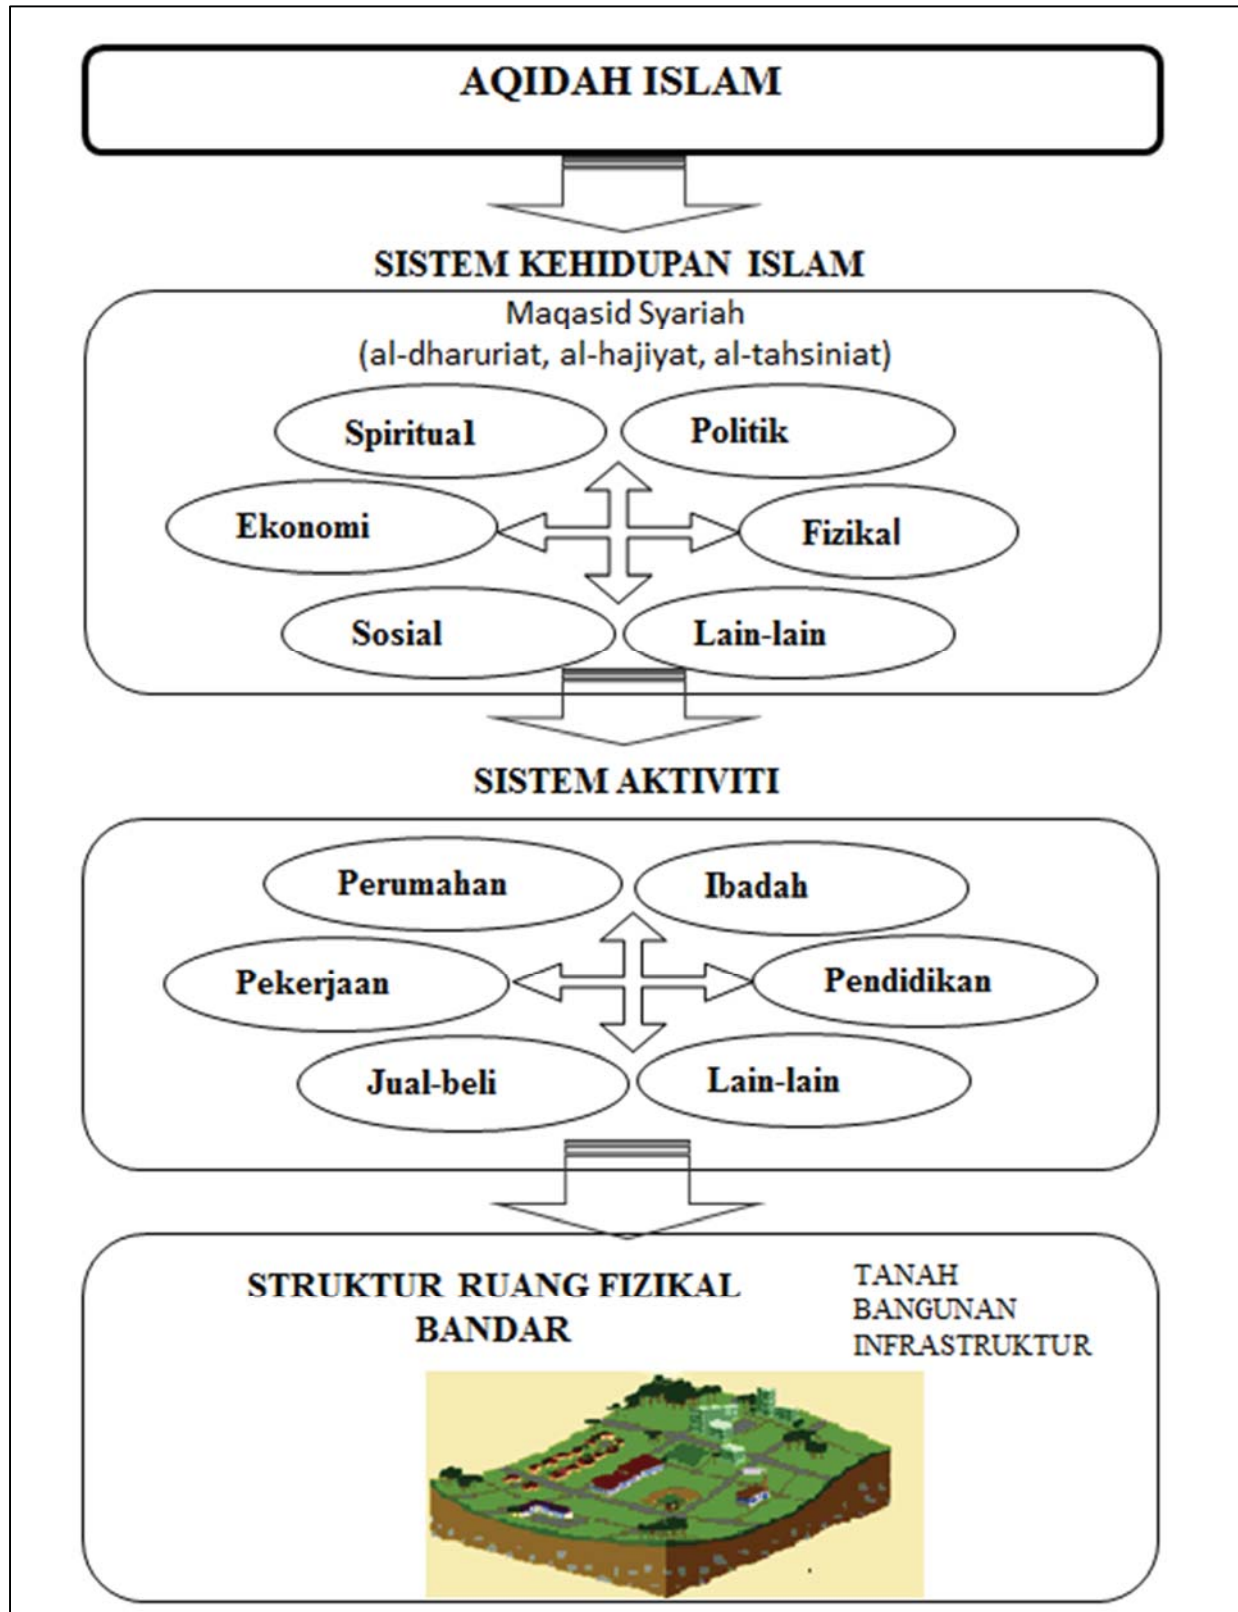 AQIDAH ISLAM
SISTEM KEHIDUPAN ISLAM
Maqasid Syariah
(al-dharuriat, al-hajiyat, al-tahsiniat)
Spiritual
Politik
Ekonomi
Fizikal
Sosial
Lain-lain
SISTEM AKTIVITI
Perumahan
Ibadah
Pekerjaan
Pendidikan
Jual-beli
Lain-lain
STRUKTUR RUANG FIZIKAL
BANDAR
TANAH
BANGUNAN
INFRASTRUKTUR